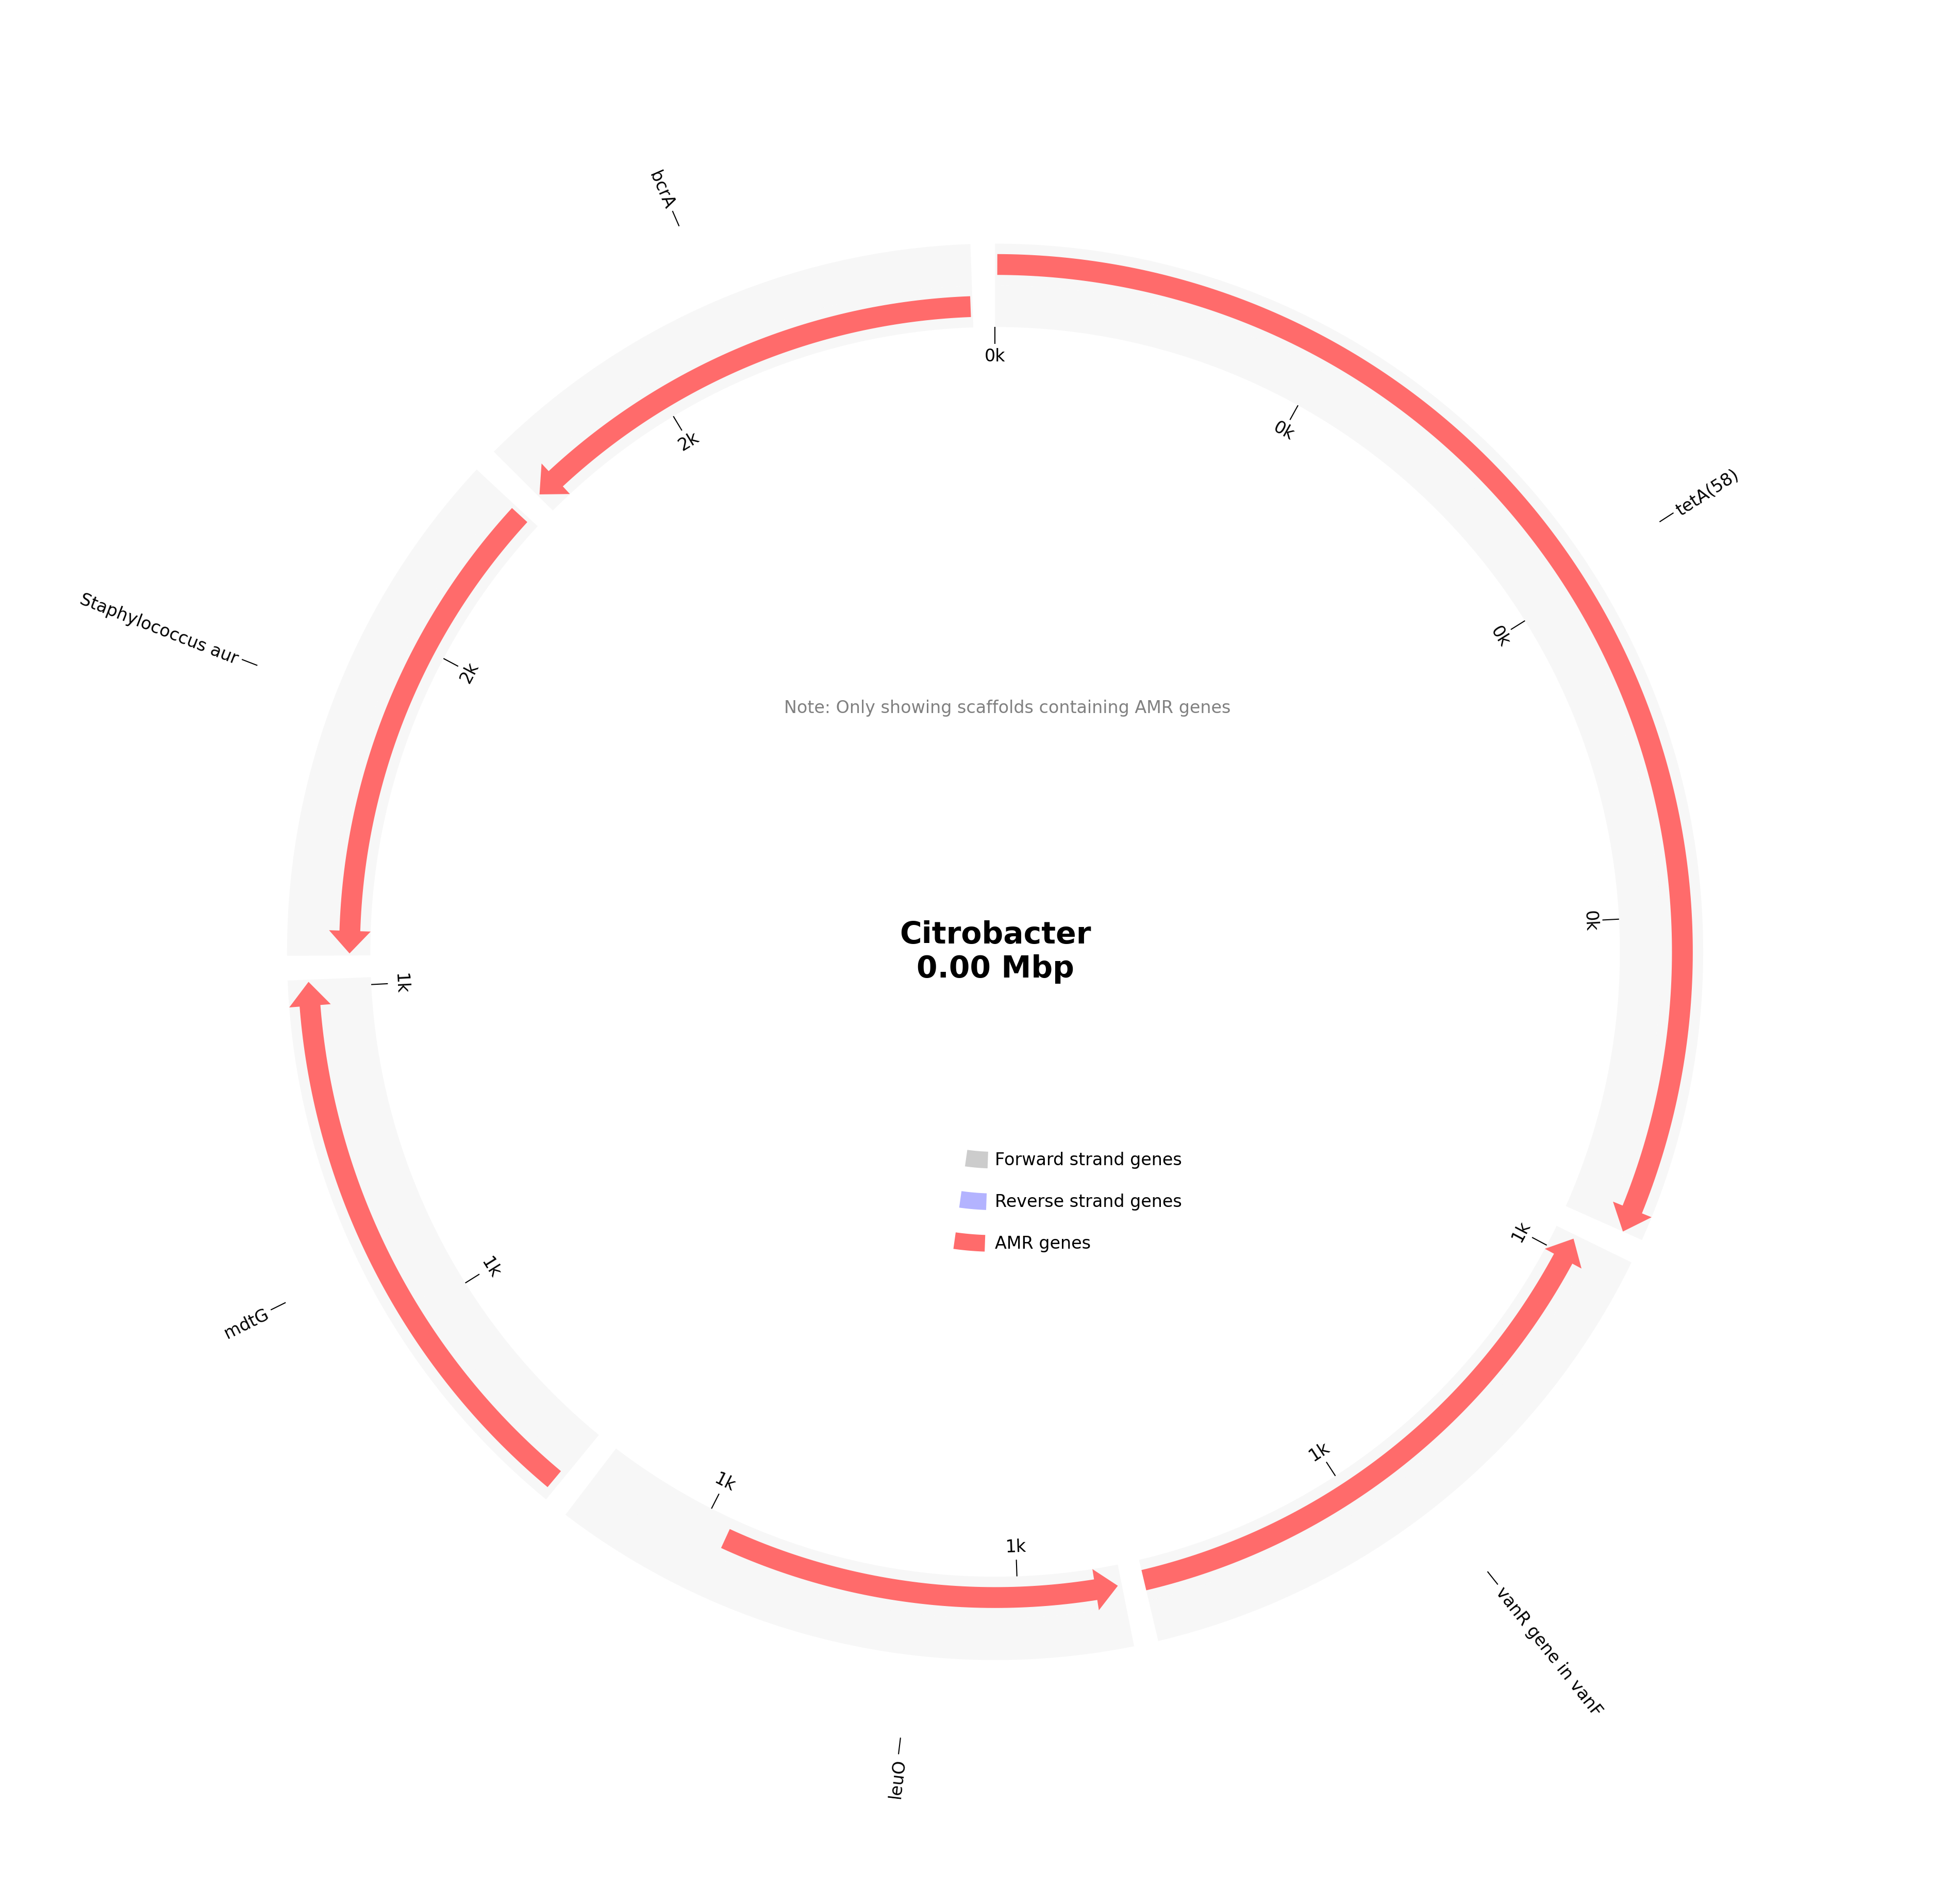 bcrA
0k
0k
2k
tetA(58)
Staphylococcus aur
0k
2k
Note: Only showing scaffolds containing AMR genes
0k
Citrobacter
0.00 Mbp
1k
Forward strand genes
Reverse strand genes
AMR genes
1k
1k
mdtG
1k
1k
1k
vanR gene in vanF
leuO